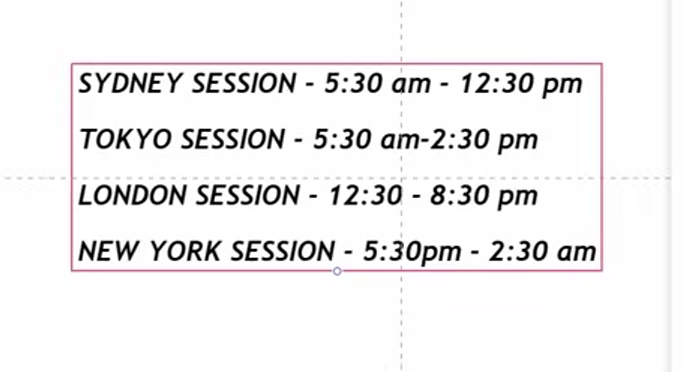 SYDNEY SESSION - 5:30 am - 12:30 pm
TOKYO SESSION - 5:30 am-2:30 pm
LONDON SESSION - 12:30 - 8:30 pm
NEW YORK SESSION - 5:30pm - 2:30 am